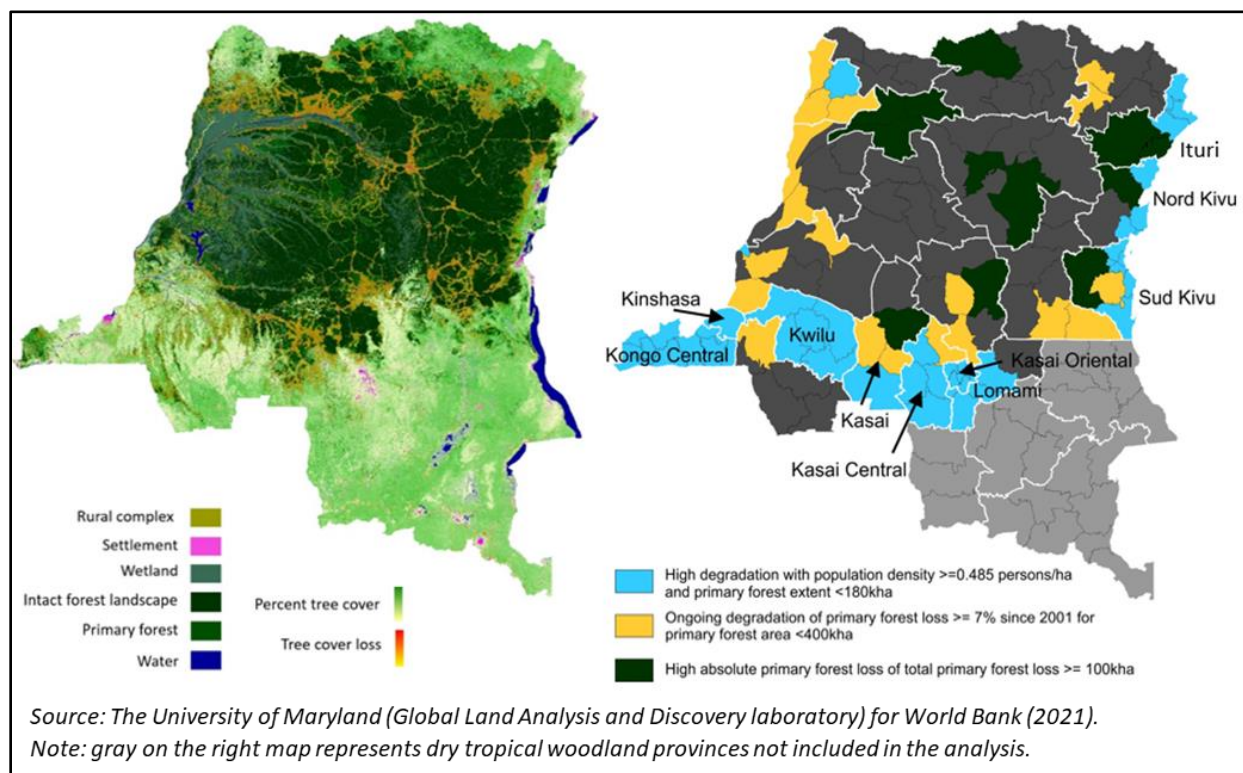 Ituri
Nord Kivu
Sud Kivu
Kinshasa
Kwilu
Kongo Central
Kasai Oriental
Lomami
Kasai
Kasai Central
Rural complex
Settlement
Wetland
Intact forest landscape
Primary forest
Water
Percent tree cover
Tree cover loss
High degradation with population density >=0.485 persons/ha
and primary forest extent <180kha
Ongoing degradation of primary forest loss >= 7% since 2001 for
primary forest area <400kha
High absolute primary forest loss of total primary forest loss >= 100kha
Source: The University of Maryland (Global Land Analysis and Discovery laboratory) for World Bank (2021).
Note: gray on the right map represents dry tropical woodland provinces not included in the analysis.